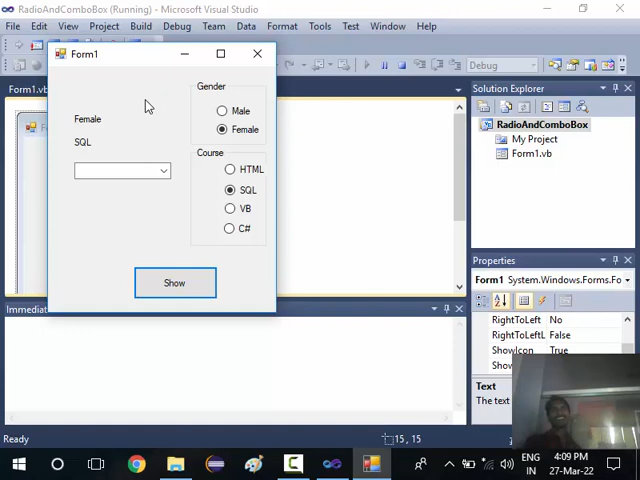 RadioAndComboBox (Running) - Microsoft Visual Studio
File Edit View Project Build Debug Team Data Format Tools Test Window Help
Debug
Form1.vb
Form1
Female
SQL
Gender
Male
Female
Course
HTML
SQL
VB
C#
Show
Solution Explorer
RadioAndComboBox
My Project
Form1.vb
Properties
Form1 System.Windows.Forms.Fo
RightToLeft No
RightToLeftL False
ShowIcon True
Text
The text
Immediat
Ready
15, 15
ENG
IN
4:09 PM
27-Mar-22